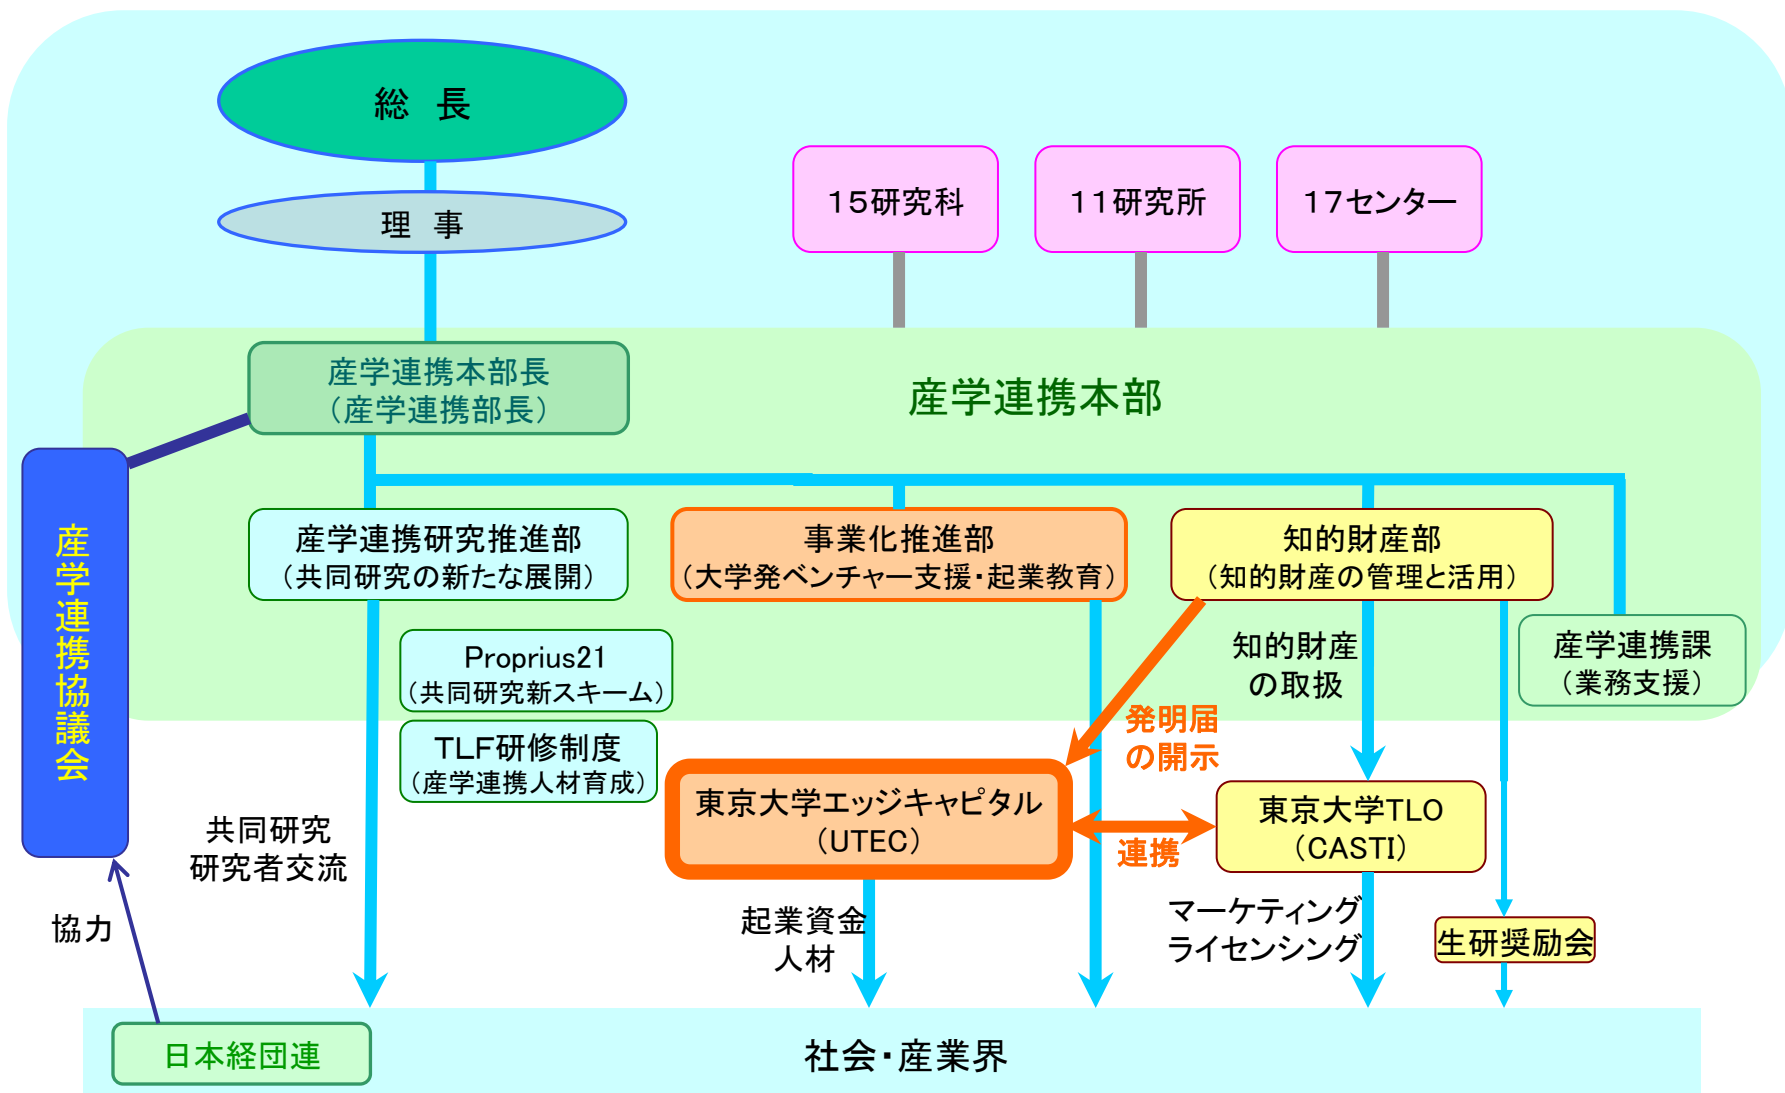 総　長
理　事
１５研究科
１１研究所
１７センター
産学連携本部長
（産学連携部長）
産学連携本部
産学連携協議会
産学連携研究推進部
（共同研究の新たな展開）
事業化推進部
（大学発ベンチャー支援・起業教育）
知的財産部
（知的財産の管理と活用）
産学連携課
（業務支援）
Proprius21
（共同研究新スキーム）
TLF研修制度
（産学連携人材育成）
知的財産
の取扱
発明届
の開示
東京大学エッジキャピタル
（UTEC）
連携
東京大学TLO
（CASTI）
共同研究
研究者交流
起業資金
人材
マーケティング
ライセンシング
生研奨励会
協力
日本経団連
社会・産業界